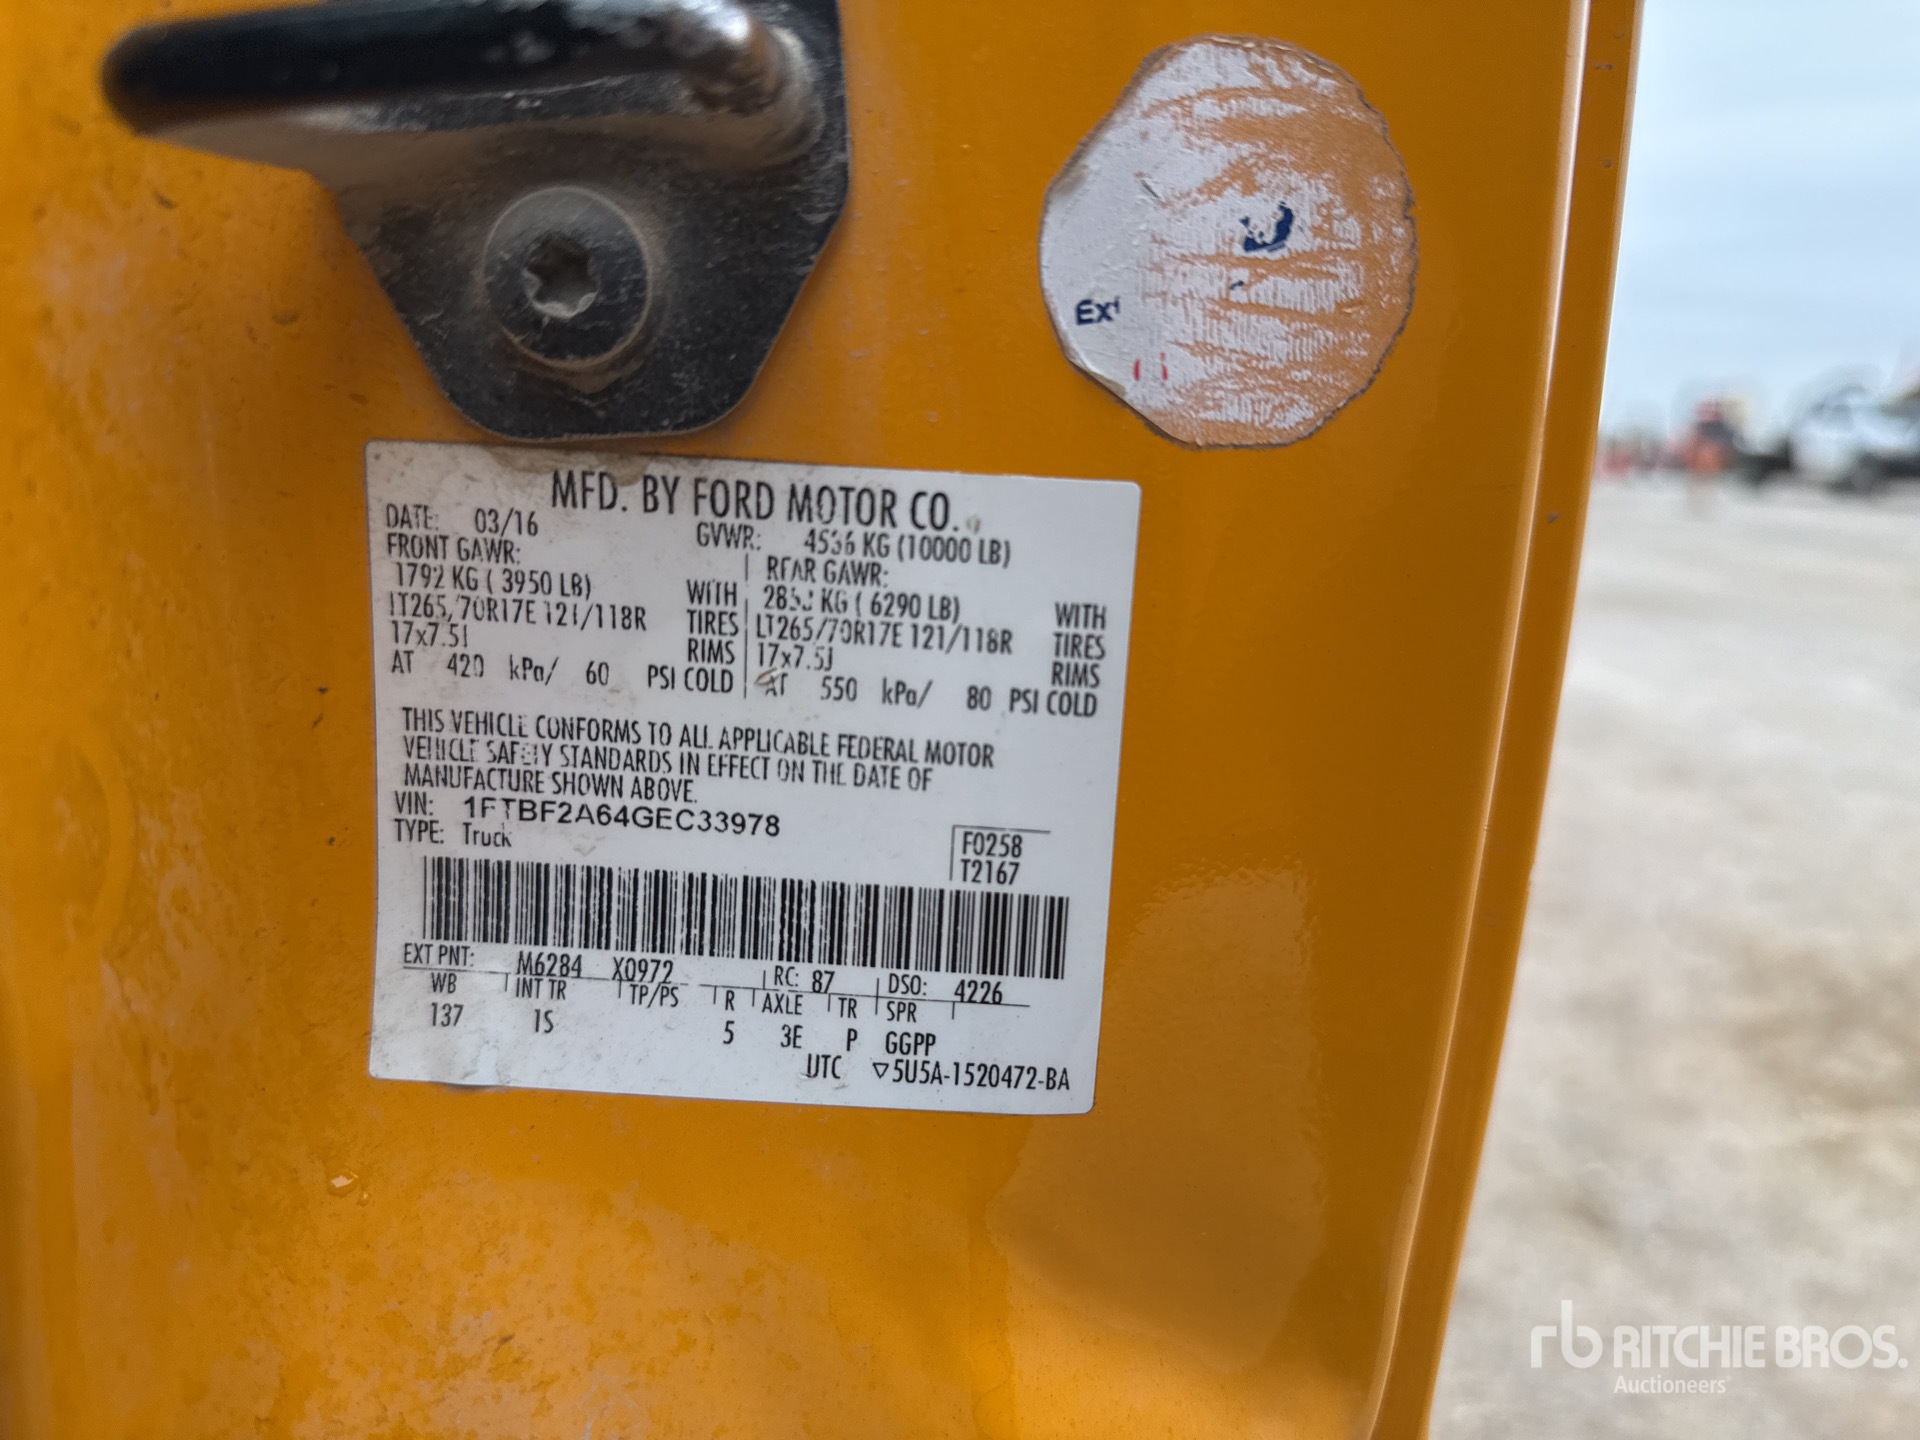 Ex
MFD. BY FORD MOTOR CO.
DATE: 03/16 GVWR: 4536 KG (10000 LB)
FRONT GAWR: REAR GAWR:
1792 KG ( 3950 LB) WITH 2853 KG ( 6290 LB) WITH
LT265/70R17E 121/118R TIRES LT265/70R17E 121/118R TIRES
17x7.5J RIMS 17x7.5J RIMS
AT 420 kPa/ 60 PSI COLD AT 550 kPa/ 80 PSI COLD
THIS VEHICLE CONFORMS TO ALL APPLICABLE FEDERAL MOTOR
VEHICLE SAFETY STANDARDS IN EFFECT ON THE DATE OF
MANUFACTURE SHOWN ABOVE.
VIN: 1FTBF2A64GEC33978
TYPE: Truck
F0258
T2167
EXT PNT: M6284 X0972 RC: 87 DSO: 4226
WB INT TR TP/PS R AXLE TR SPR
137 1S 5 3E P GGPP
UTC ▽5U5A-1520472-BA
rb RITCHIE BROS.
Auctioneers